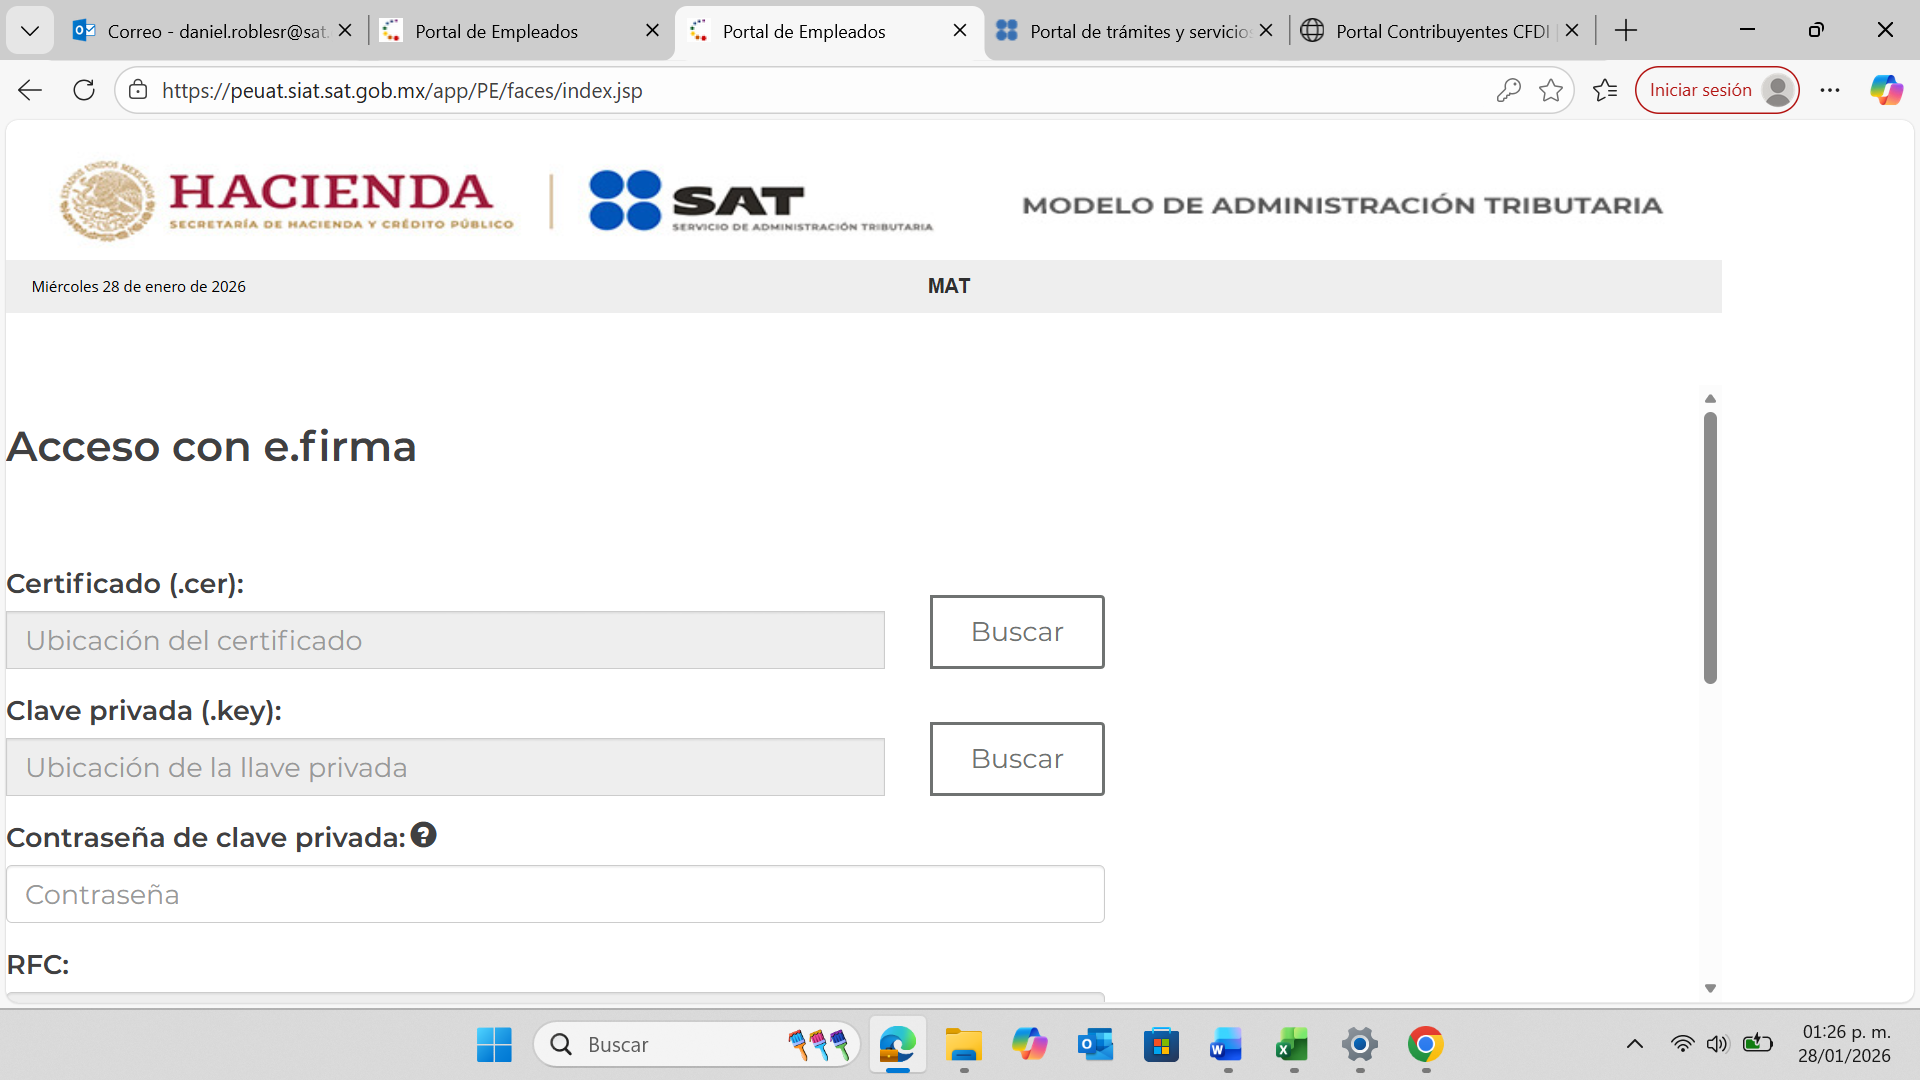 Correo - daniel.roblesr@sat.
Portal de Empleados
Portal de Empleados
Portal de trámites y servicios
Portal Contribuyentes CFDI |
https://peuat.siat.sat.gob.mx/app/PE/faces/index.jsp
Iniciar sesión
HACIENDA
SECRETARÍA DE HACIENDA Y CRÉDITO PÚBLICO
SAT
SERVICIO DE ADMINISTRACIÓN TRIBUTARIA
MODELO DE ADMINISTRACIÓN TRIBUTARIA
Miércoles 28 de enero de 2026
MAT
Acceso con e.firma
Certificado (.cer):
Ubicación del certificado
Buscar
Clave privada (.key):
Ubicación de la llave privada
Buscar
Contraseña de clave privada:
Contraseña
RFC:
Buscar
01:26 p. m.
28/01/2026